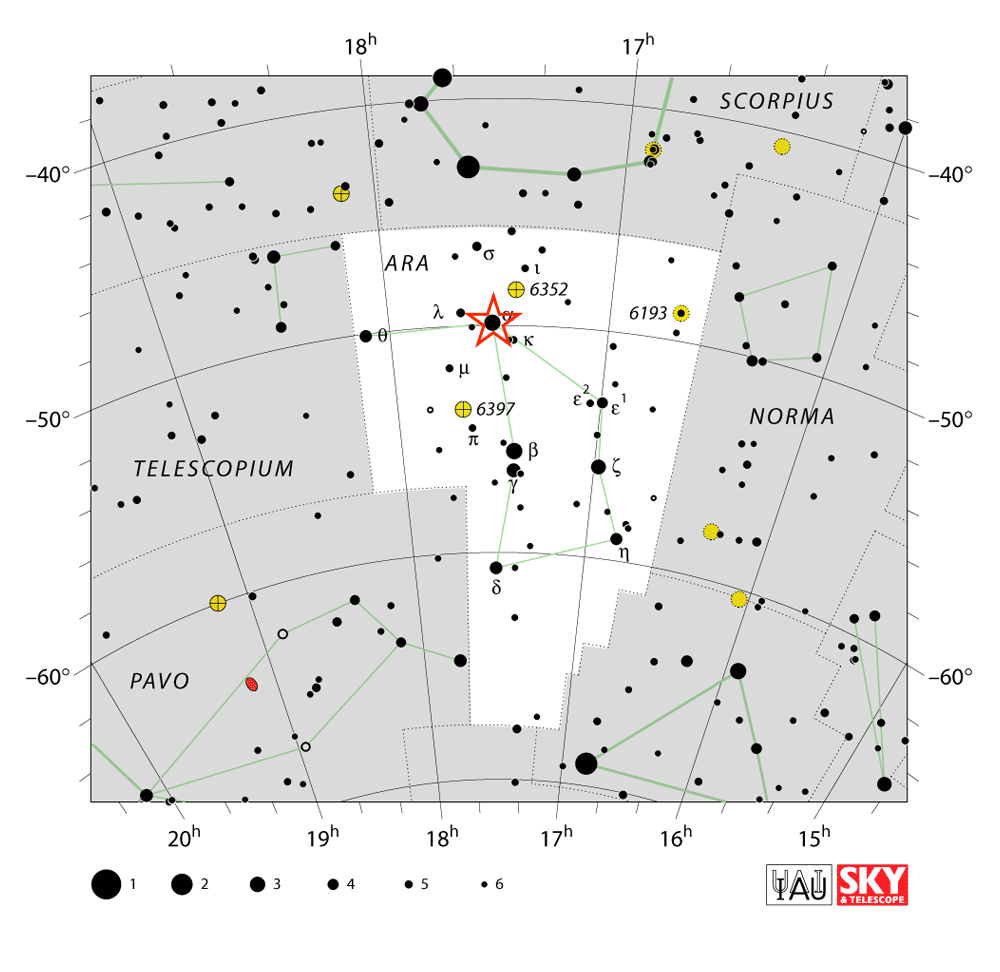 18h 17h
SCORPIUS
–40° –40°
ARA σ
ι
6352
λ α 6193
θ κ
μ
ε2 ε1
–50° 6397 NORMA –50°
π
β
TELESCOPIUM ζ
γ
η
δ
–60° PAVO –60°
20h 19h 18h 17h 16h 15h
1 2 3 4 5 6
IAU
SKY
& TELESCOPE